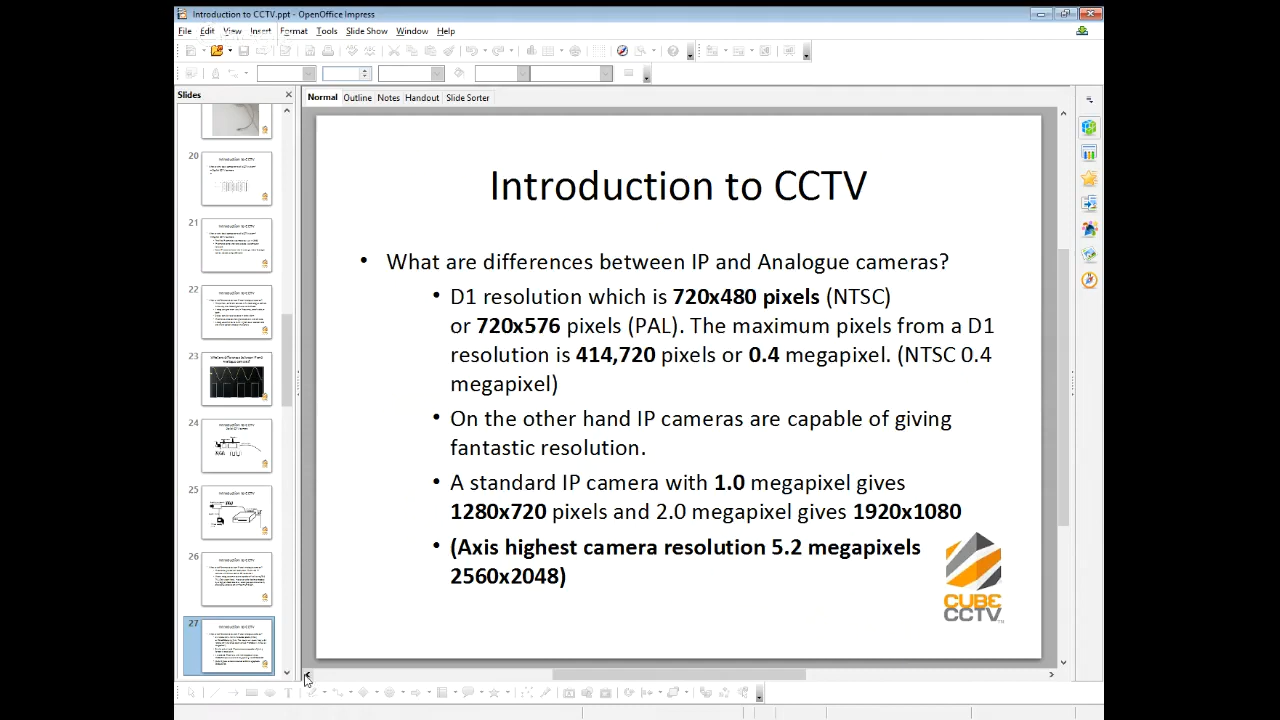 Introduction to CCTV.ppt - OpenOffice Impress
File Edit View Insert Format Tools Slide Show Window Help
Slides
Normal Outline Notes Handout Slide Sorter
20
21
22
23
24
25
26
27
Introduction to CCTV
• What are differences between IP and Analogue cameras?
• D1 resolution which is 720x480 pixels (NTSC)
or 720x576 pixels (PAL). The maximum pixels from a D1
resolution is 414,720 pixels or 0.4 megapixel. (NTSC 0.4
megapixel)
• On the other hand IP cameras are capable of giving
fantastic resolution.
• A standard IP camera with 1.0 megapixel gives
1280x720 pixels and 2.0 megapixel gives 1920x1080
• (Axis highest camera resolution 5.2 megapixels
2560x2048)
CUBE
CCTV